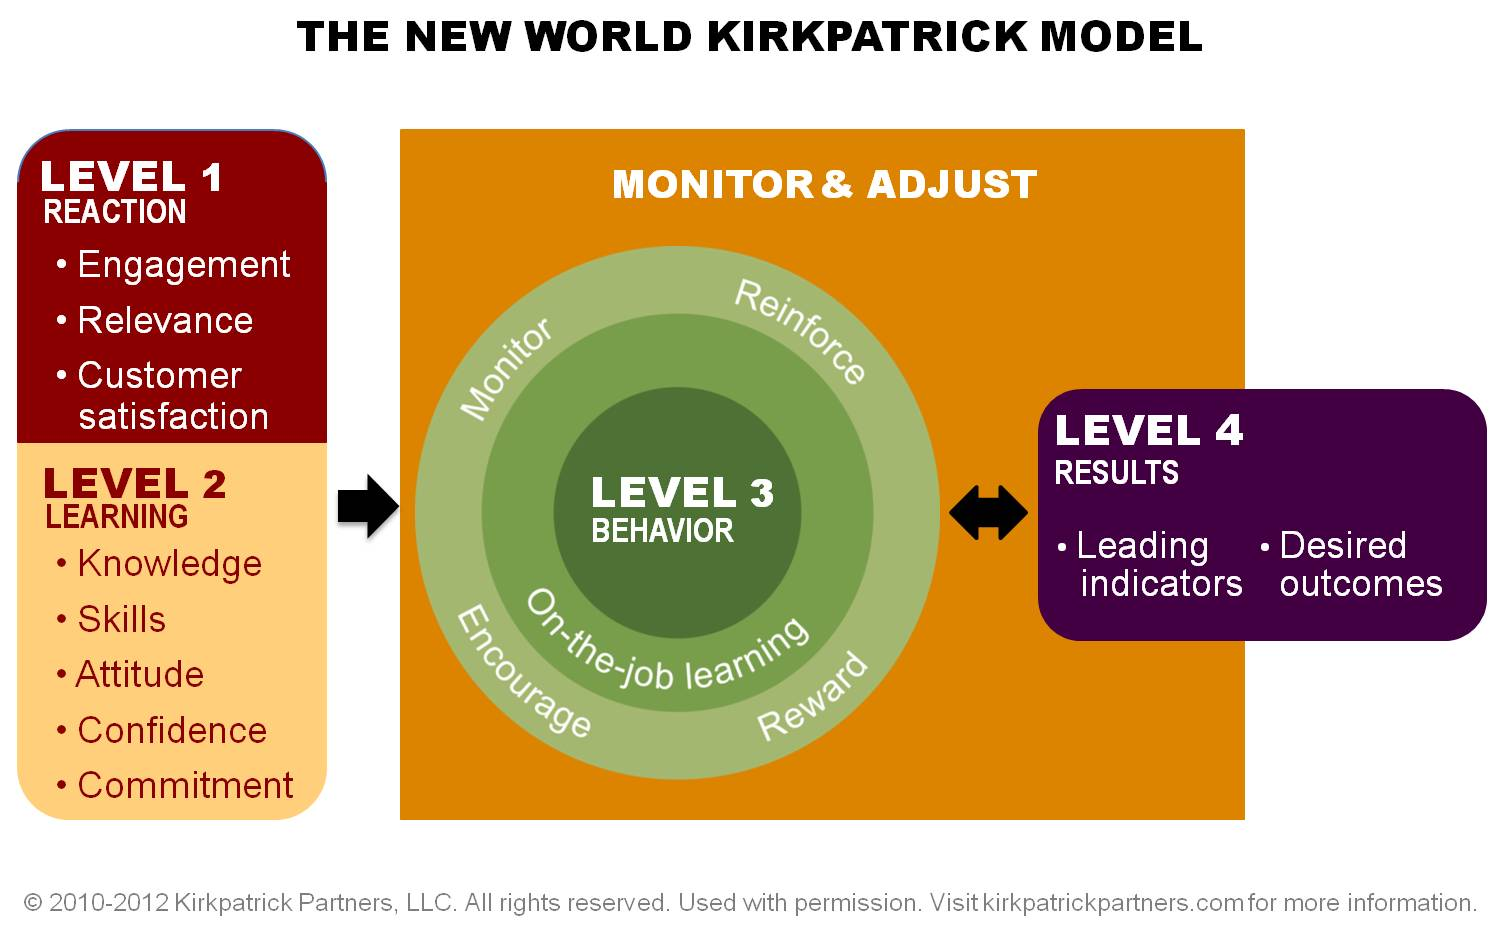 THE NEW WORLD KIRKPATRICK MODEL
LEVEL 1
REACTION
• Engagement
• Relevance
• Customer
satisfaction
LEVEL 2
LEARNING
• Knowledge
• Skills
• Attitude
• Confidence
• Commitment
MONITOR & ADJUST
Monitor
Reinforce
LEVEL 3
BEHAVIOR
On-the-job learning
Encourage
Reward
LEVEL 4
RESULTS
• Leading
indicators
• Desired
outcomes
© 2010-2012 Kirkpatrick Partners, LLC. All rights reserved. Used with permission. Visit kirkpatrickpartners.com for more information.